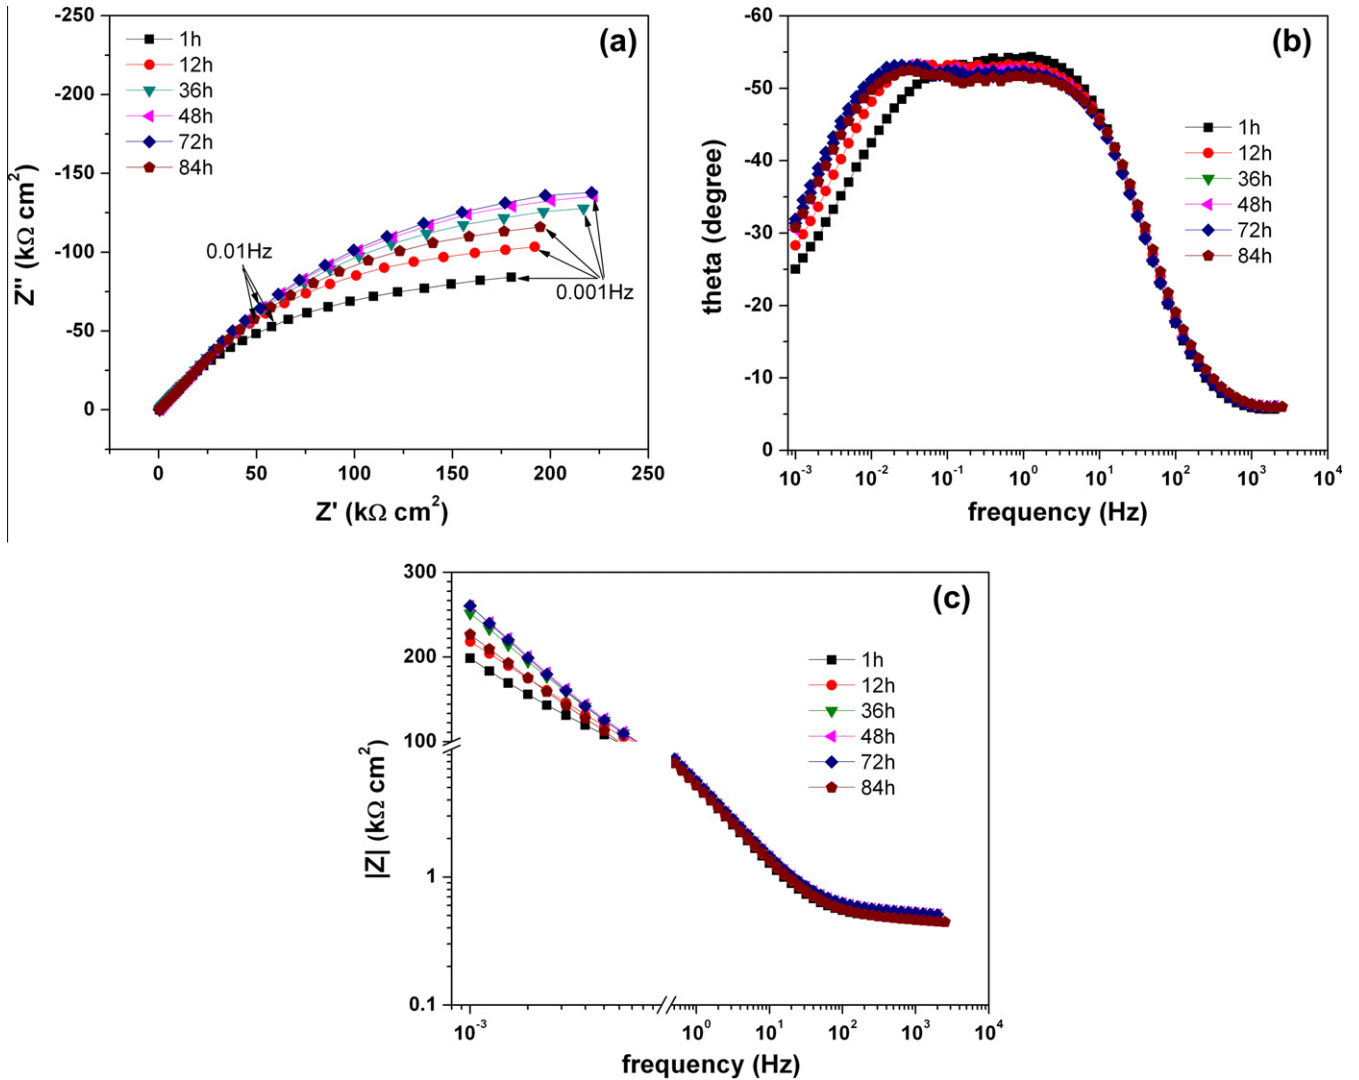 (a)
-250
-200
-150
-100
-50
0
0 50 100 150 200 250
Z'' (kΩ cm²)
Z' (kΩ cm²)
1h
12h
36h
48h
72h
84h
0.01Hz
0.001Hz
(b)
-60
-50
-40
-30
-20
-10
0
10⁻³ 10⁻² 10⁻¹ 10⁰ 10¹ 10² 10³ 10⁴
theta (degree)
frequency (Hz)
1h
12h
36h
48h
72h
84h
(c)
300
200
100
1
0.1
10⁻³ 10⁰ 10¹ 10² 10³ 10⁴
|Z| (kΩ cm²)
frequency (Hz)
1h
12h
36h
48h
72h
84h